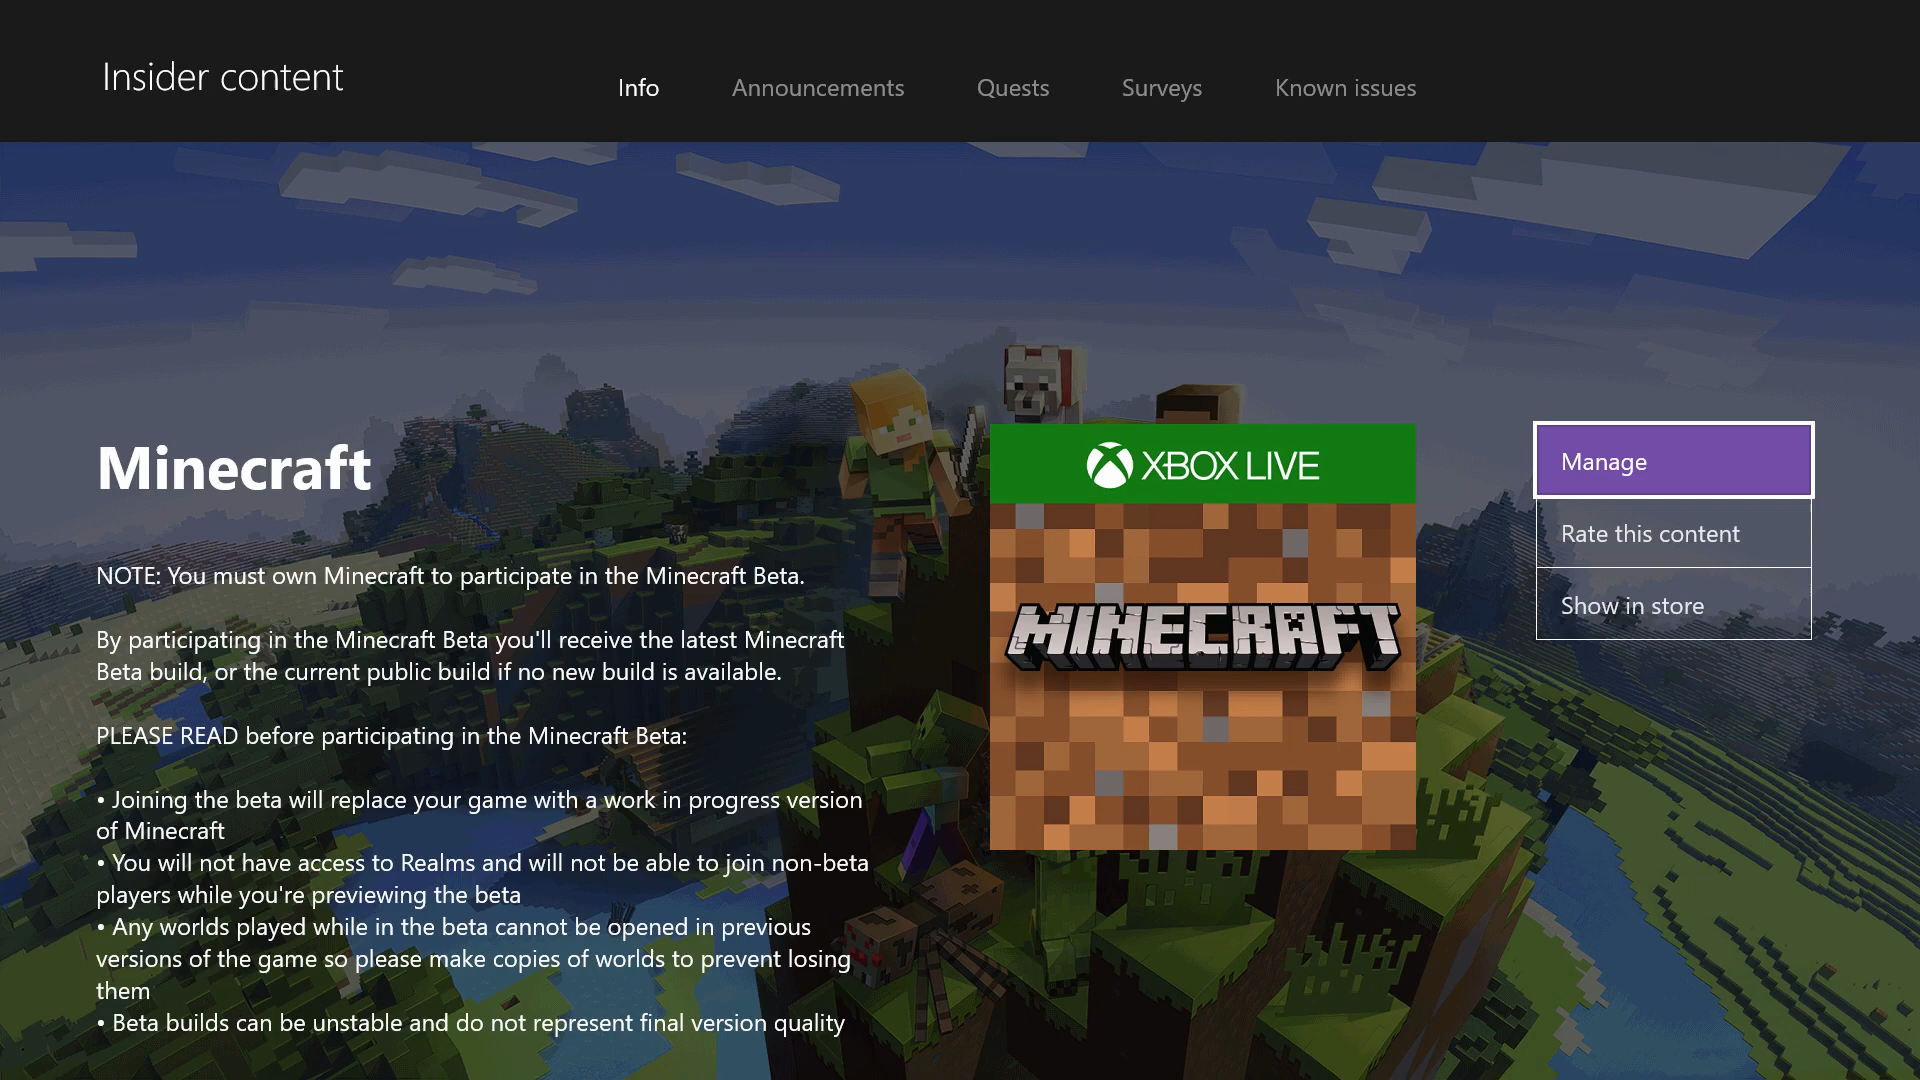 Insider content
Info
Announcements
Quests
Surveys
Known issues
Minecraft
NOTE: You must own Minecraft to participate in the Minecraft Beta.
By participating in the Minecraft Beta you'll receive the latest Minecraft
Beta build, or the current public build if no new build is available.
PLEASE READ before participating in the Minecraft Beta:
• Joining the beta will replace your game with a work in progress version
of Minecraft
• You will not have access to Realms and will not be able to join non-beta
players while you're previewing the beta
• Any worlds played while in the beta cannot be opened in previous
versions of the game so please make copies of worlds to prevent losing
them
• Beta builds can be unstable and do not represent final version quality
XBOX LIVE
MINECRAFT
Manage
Rate this content
Show in store